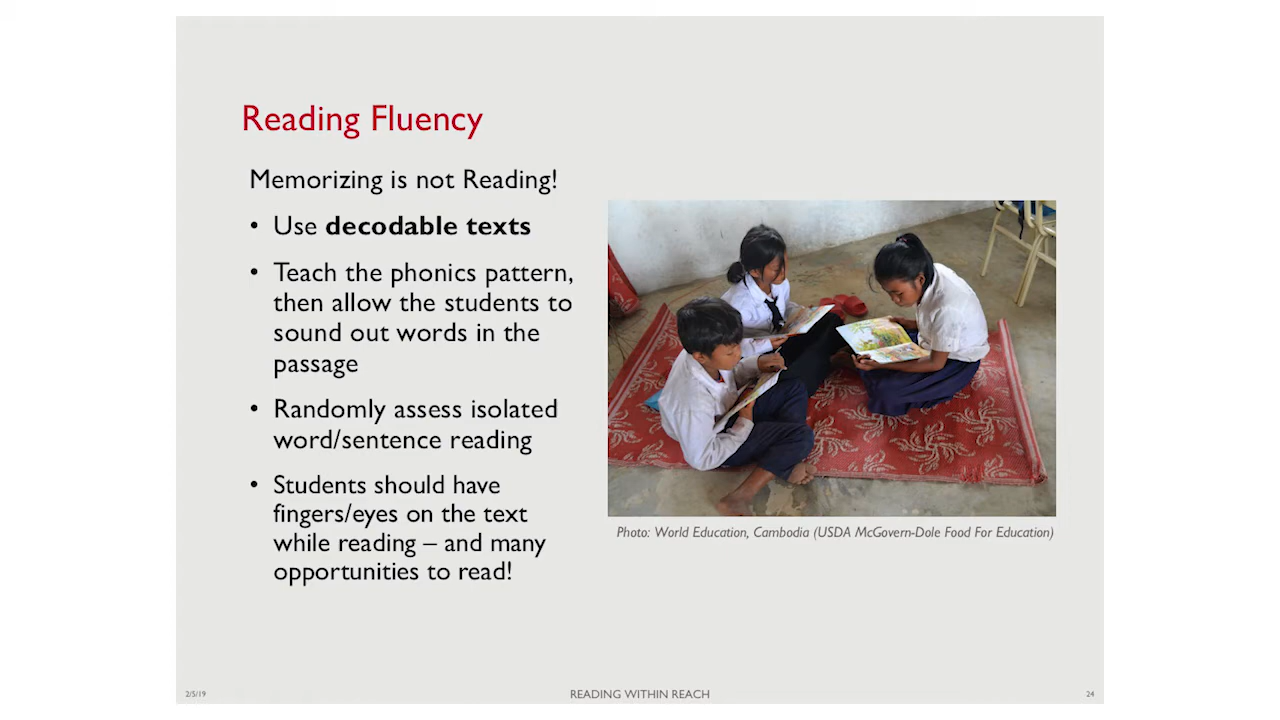 Reading Fluency
Memorizing is not Reading!
• Use decodable texts
• Teach the phonics pattern,
then allow the students to
sound out words in the
passage
• Randomly assess isolated
word/sentence reading
• Students should have
fingers/eyes on the text
while reading – and many
opportunities to read!
Photo: World Education, Cambodia (USDA McGovern-Dole Food For Education)
2/5/19
READING WITHIN REACH
24